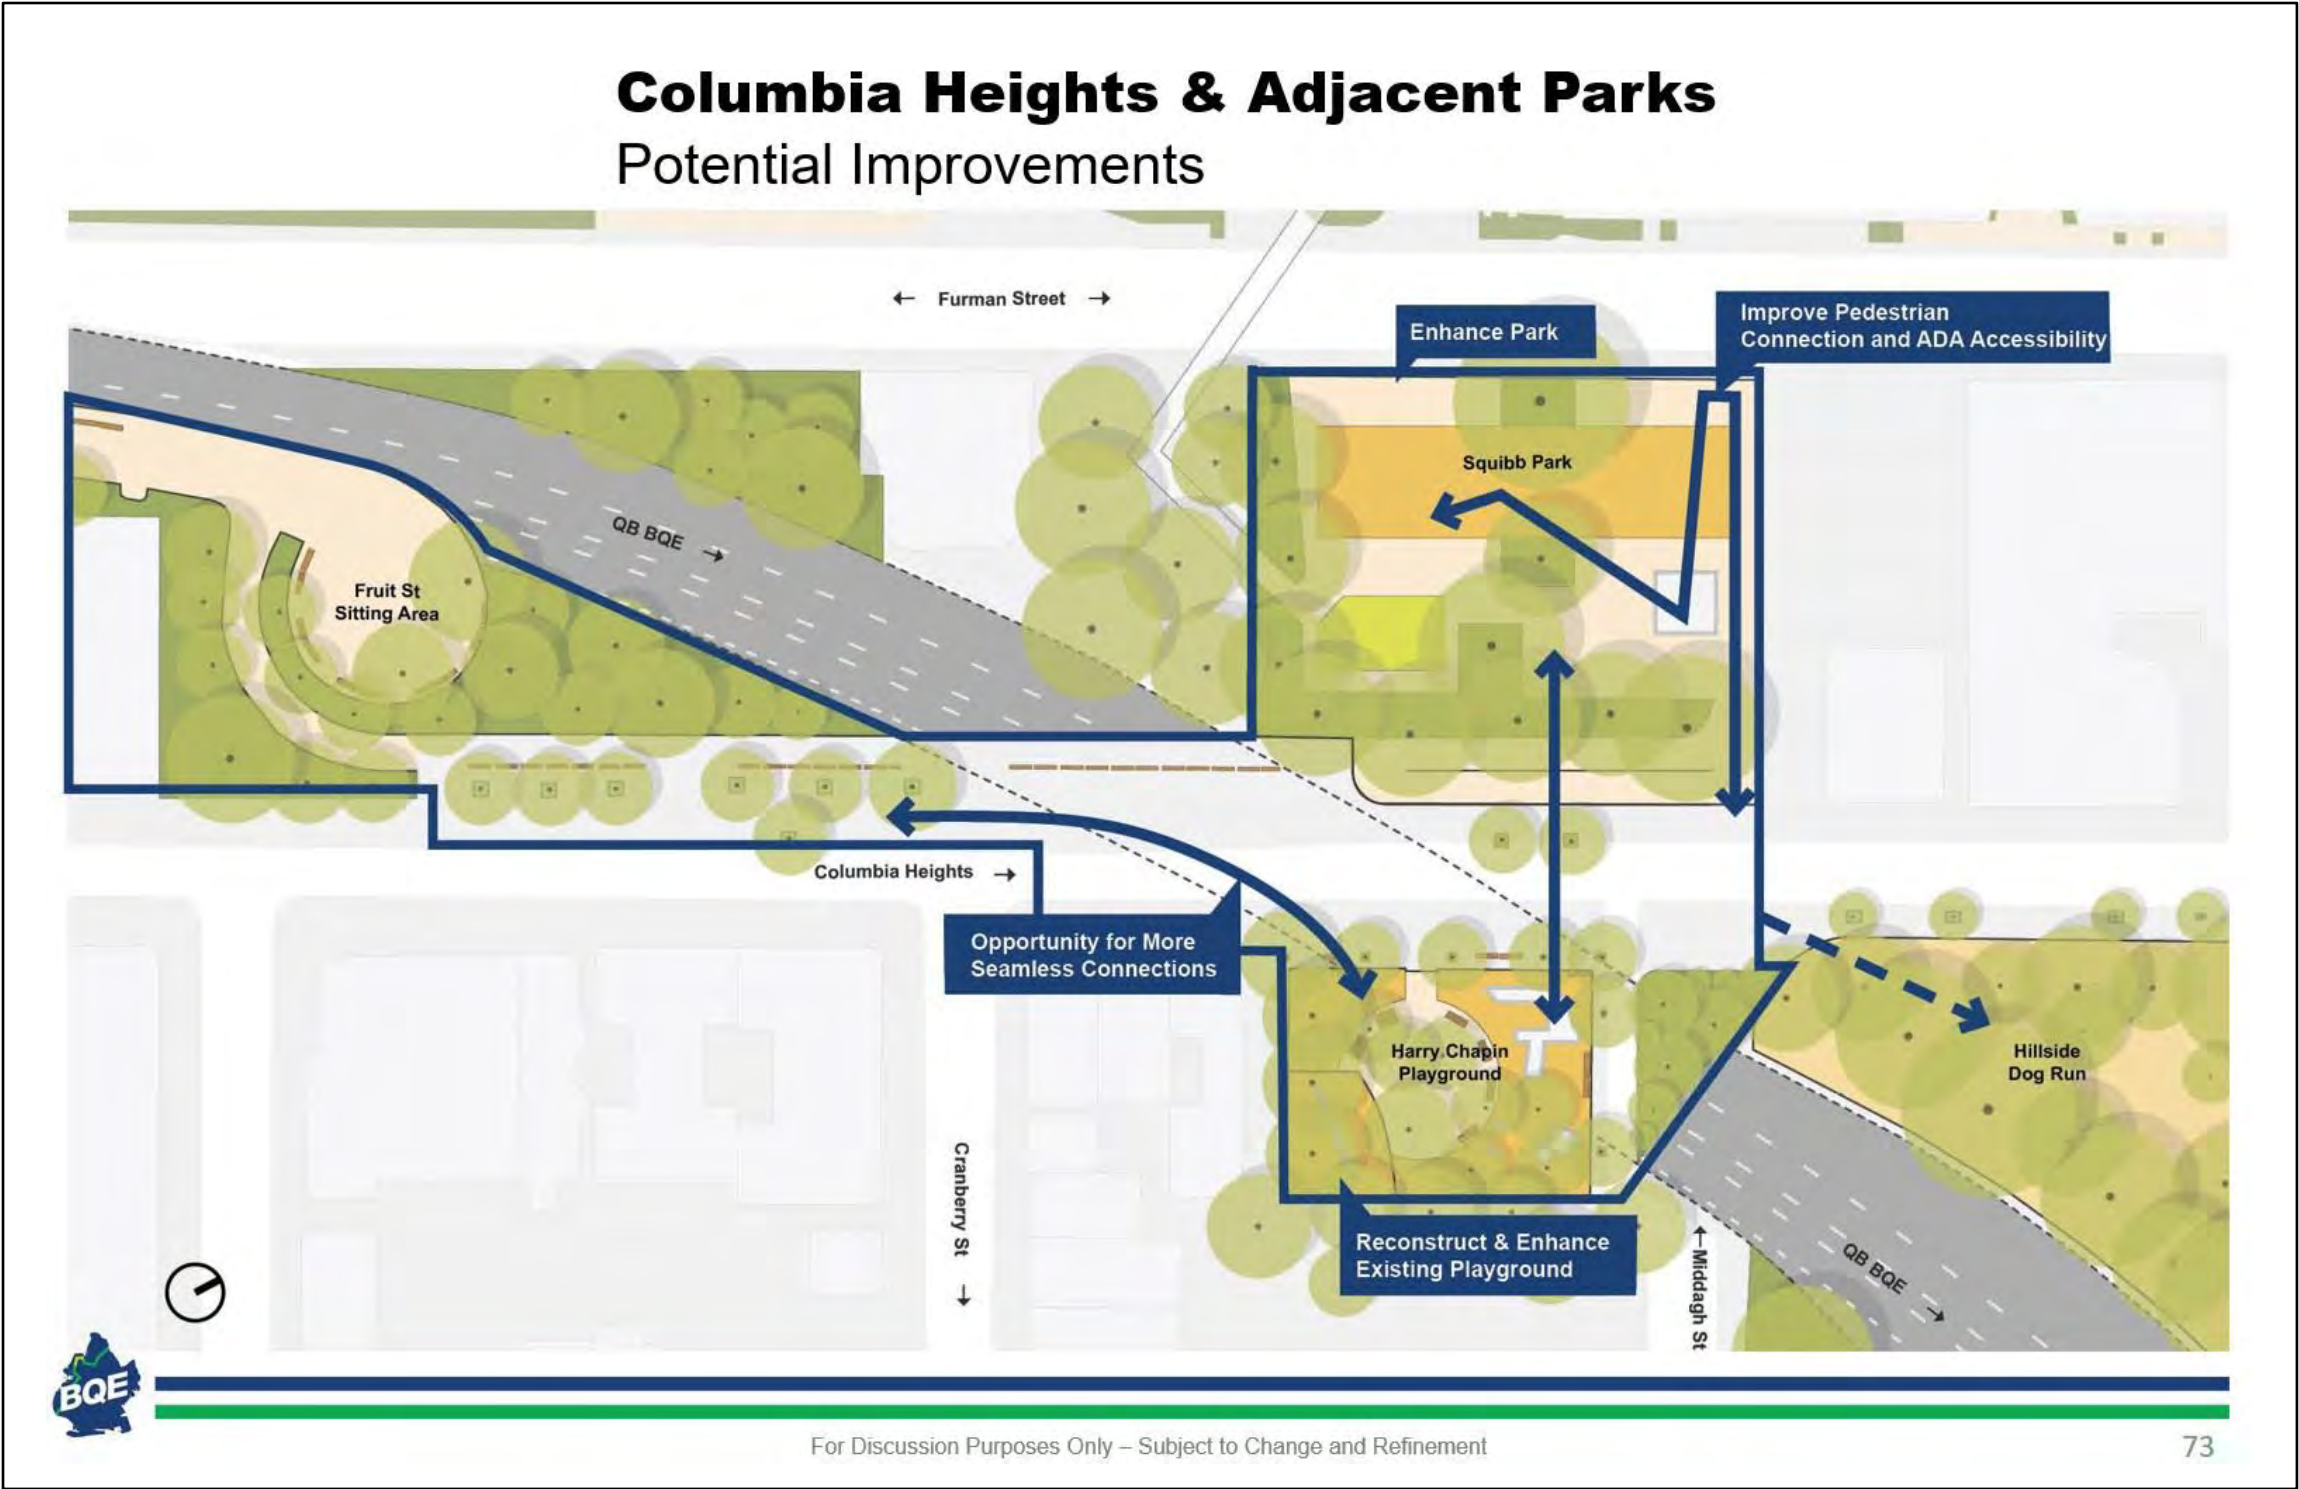 Columbia Heights & Adjacent Parks
Potential Improvements
← Furman Street →
Enhance Park
Improve Pedestrian
Connection and ADA Accessibility
Squibb Park
QB BQE →
Fruit St
Sitting Area
Columbia Heights →
Opportunity for More
Seamless Connections
Harry Chapin
Playground
Hillside
Dog Run
Cranberry St →
Reconstruct & Enhance
Existing Playground
← Middagh St
QB BQE →
BQE
For Discussion Purposes Only – Subject to Change and Refinement
73